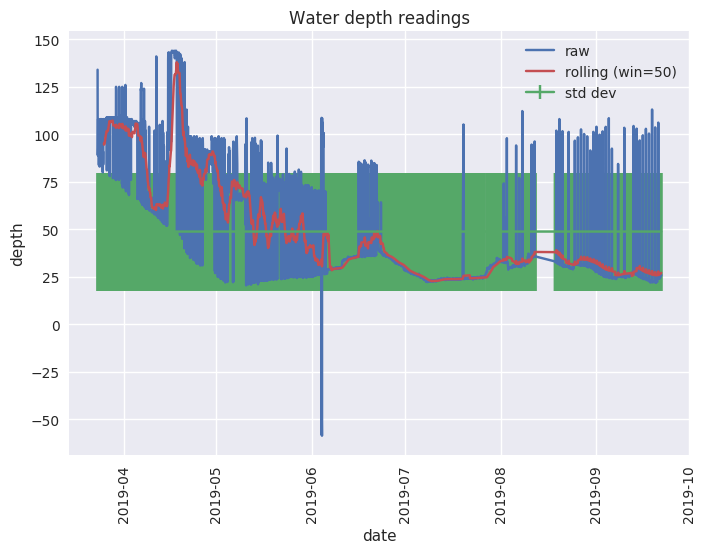 Water depth readings
raw
rolling (win=50)
std dev
depth
150
125
100
75
50
25
0
−25
−50
2019-04
2019-05
2019-06
2019-07
2019-08
2019-09
2019-10
date